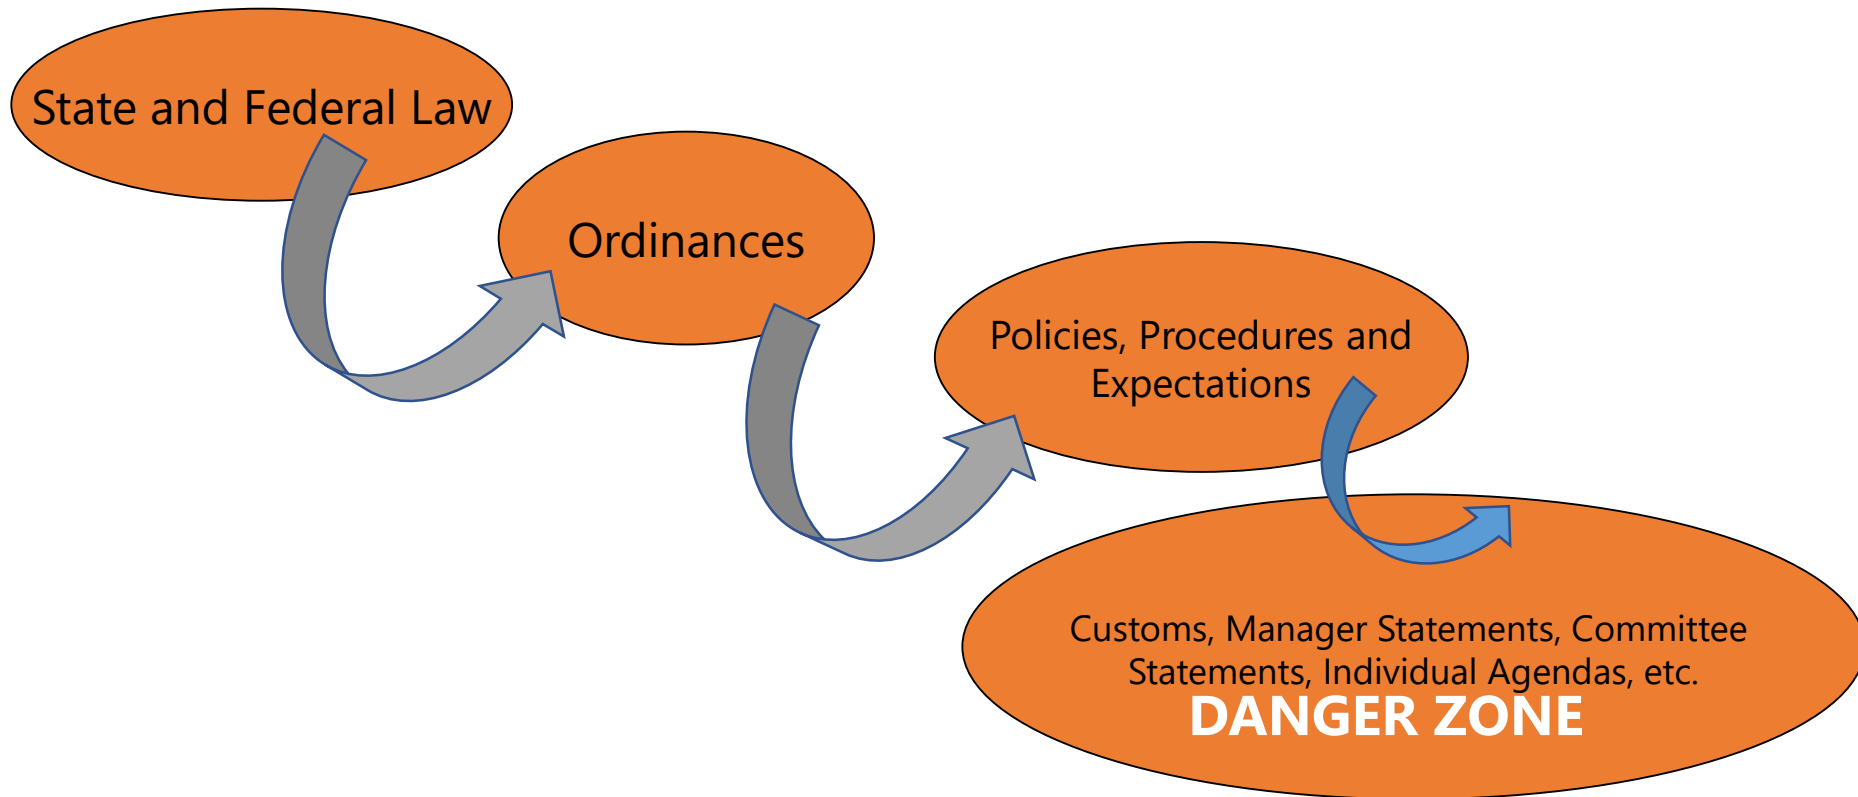 State and Federal Law
Ordinances
Policies, Procedures and
Expectations
Customs, Manager Statements, Committee
Statements, Individual Agendas, etc.
DANGER ZONE